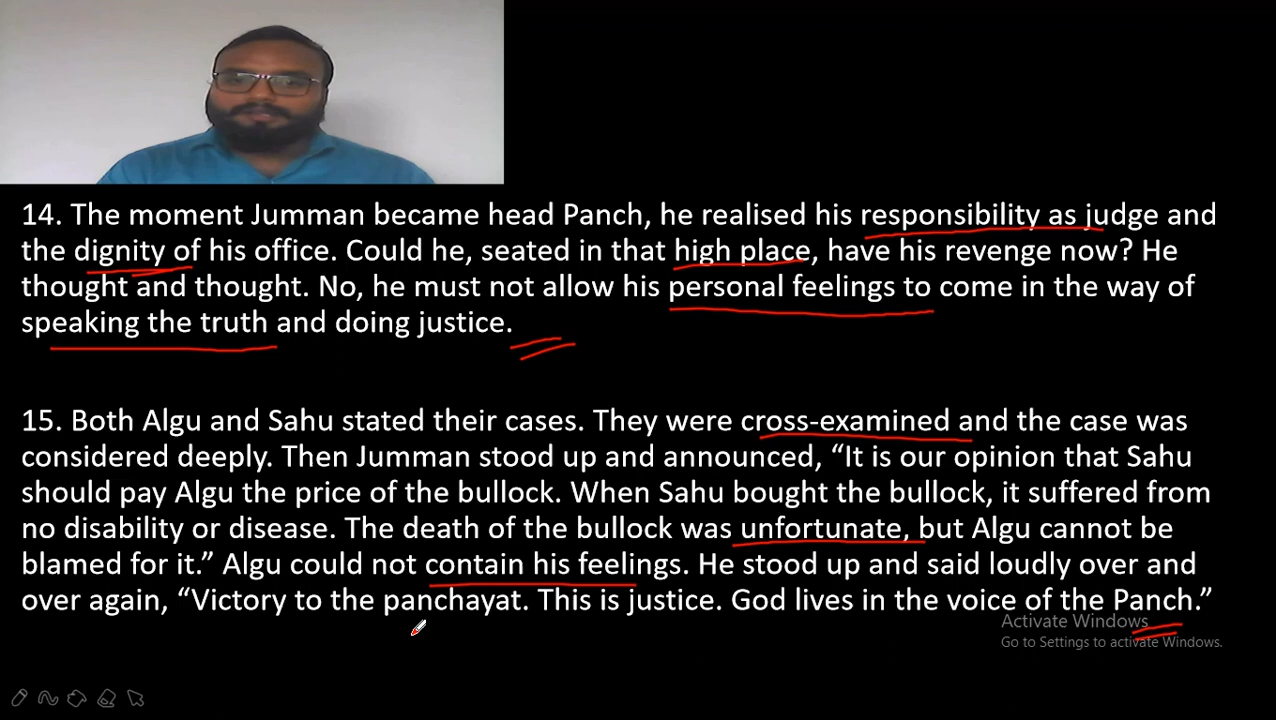 14. The moment Jumman became head Panch, he realised his responsibility as judge and
the dignity of his office. Could he, seated in that high place, have his revenge now? He
thought and thought. No, he must not allow his personal feelings to come in the way of
speaking the truth and doing justice.
15. Both Algu and Sahu stated their cases. They were cross-examined and the case was
considered deeply. Then Jumman stood up and announced, “It is our opinion that Sahu
should pay Algu the price of the bullock. When Sahu bought the bullock, it suffered from
no disability or disease. The death of the bullock was unfortunate, but Algu cannot be
blamed for it.” Algu could not contain his feelings. He stood up and said loudly over and
over again, “Victory to the panchayat. This is justice. God lives in the voice of the Panch.”
Activate Windows
Go to Settings to activate Windows.